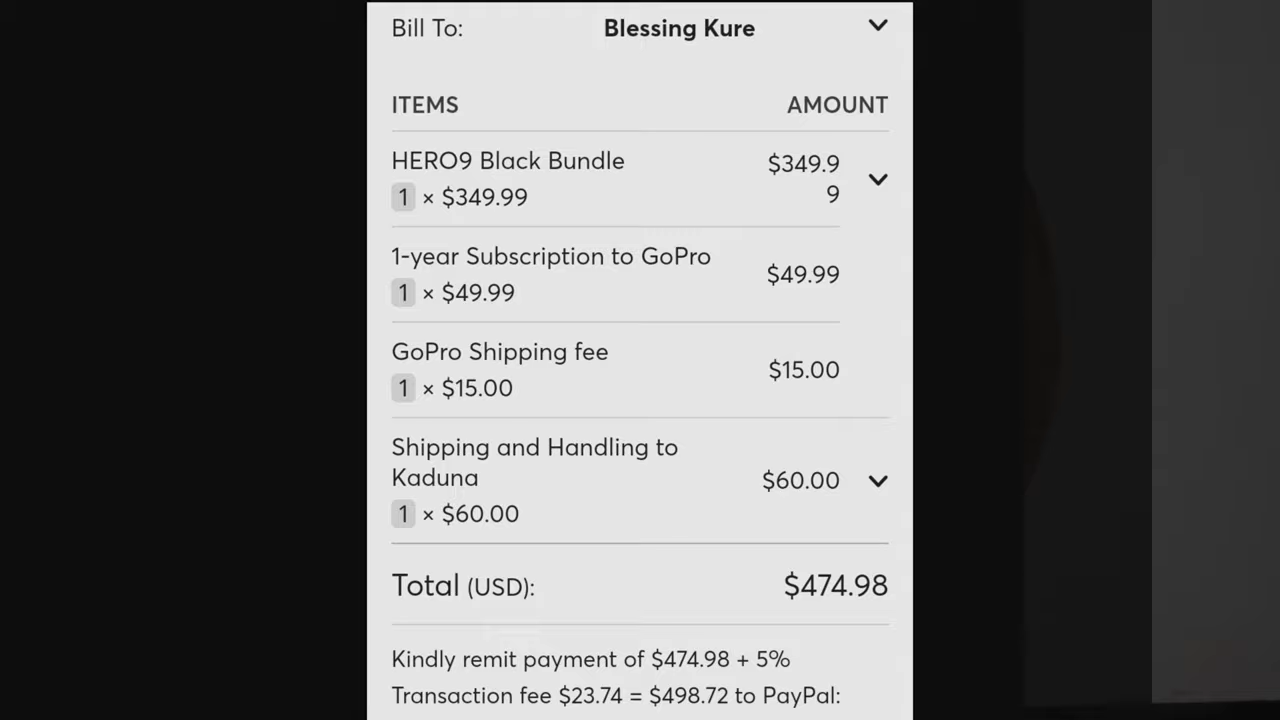 Bill To: Blessing Kure
ITEMS AMOUNT
HERO9 Black Bundle $349.9
1 × $349.99 9
1-year Subscription to GoPro
1 × $49.99 $49.99
GoPro Shipping fee
1 × $15.00 $15.00
Shipping and Handling to
Kaduna $60.00
1 × $60.00
Total (USD): $474.98
Kindly remit payment of $474.98 + 5%
Transaction fee $23.74 = $498.72 to PayPal: